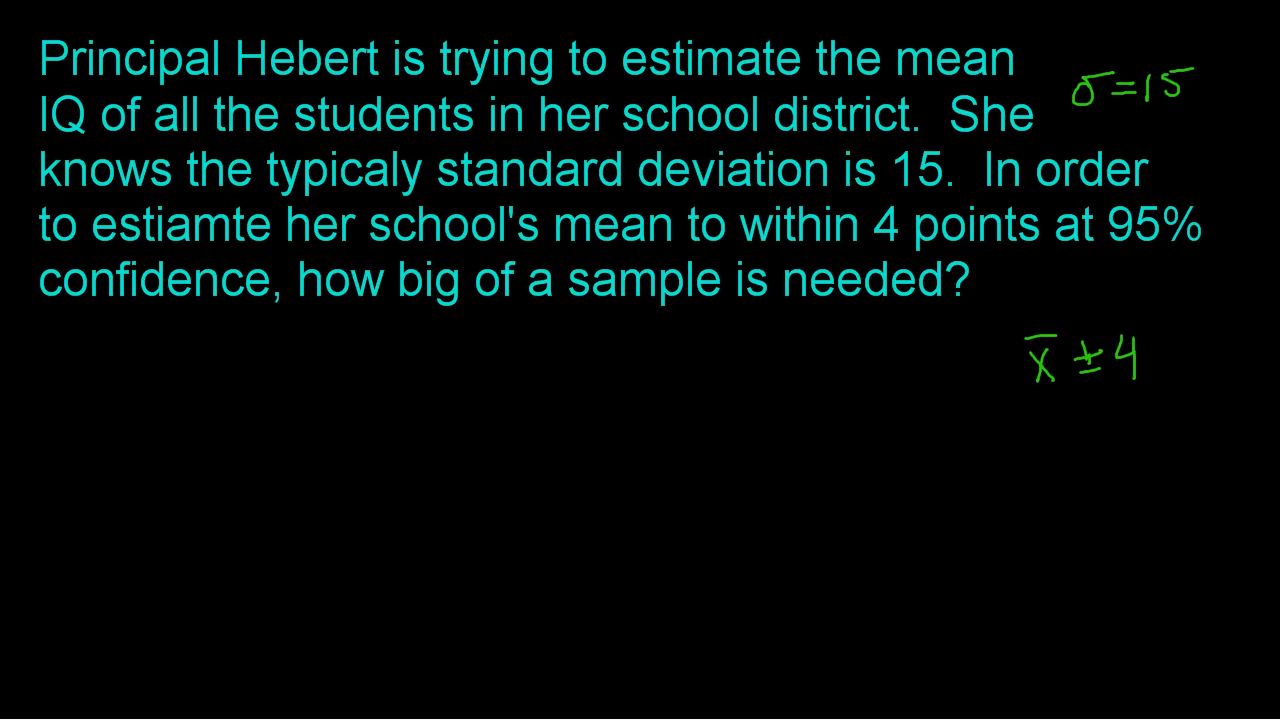 Principal Hebert is trying to estimate the mean
IQ of all the students in her school district.  She
knows the typicaly standard deviation is 15.  In order
to estiamte her school's mean to within 4 points at 95%
confidence, how big of a sample is needed?
σ=15
x̄ ± 4